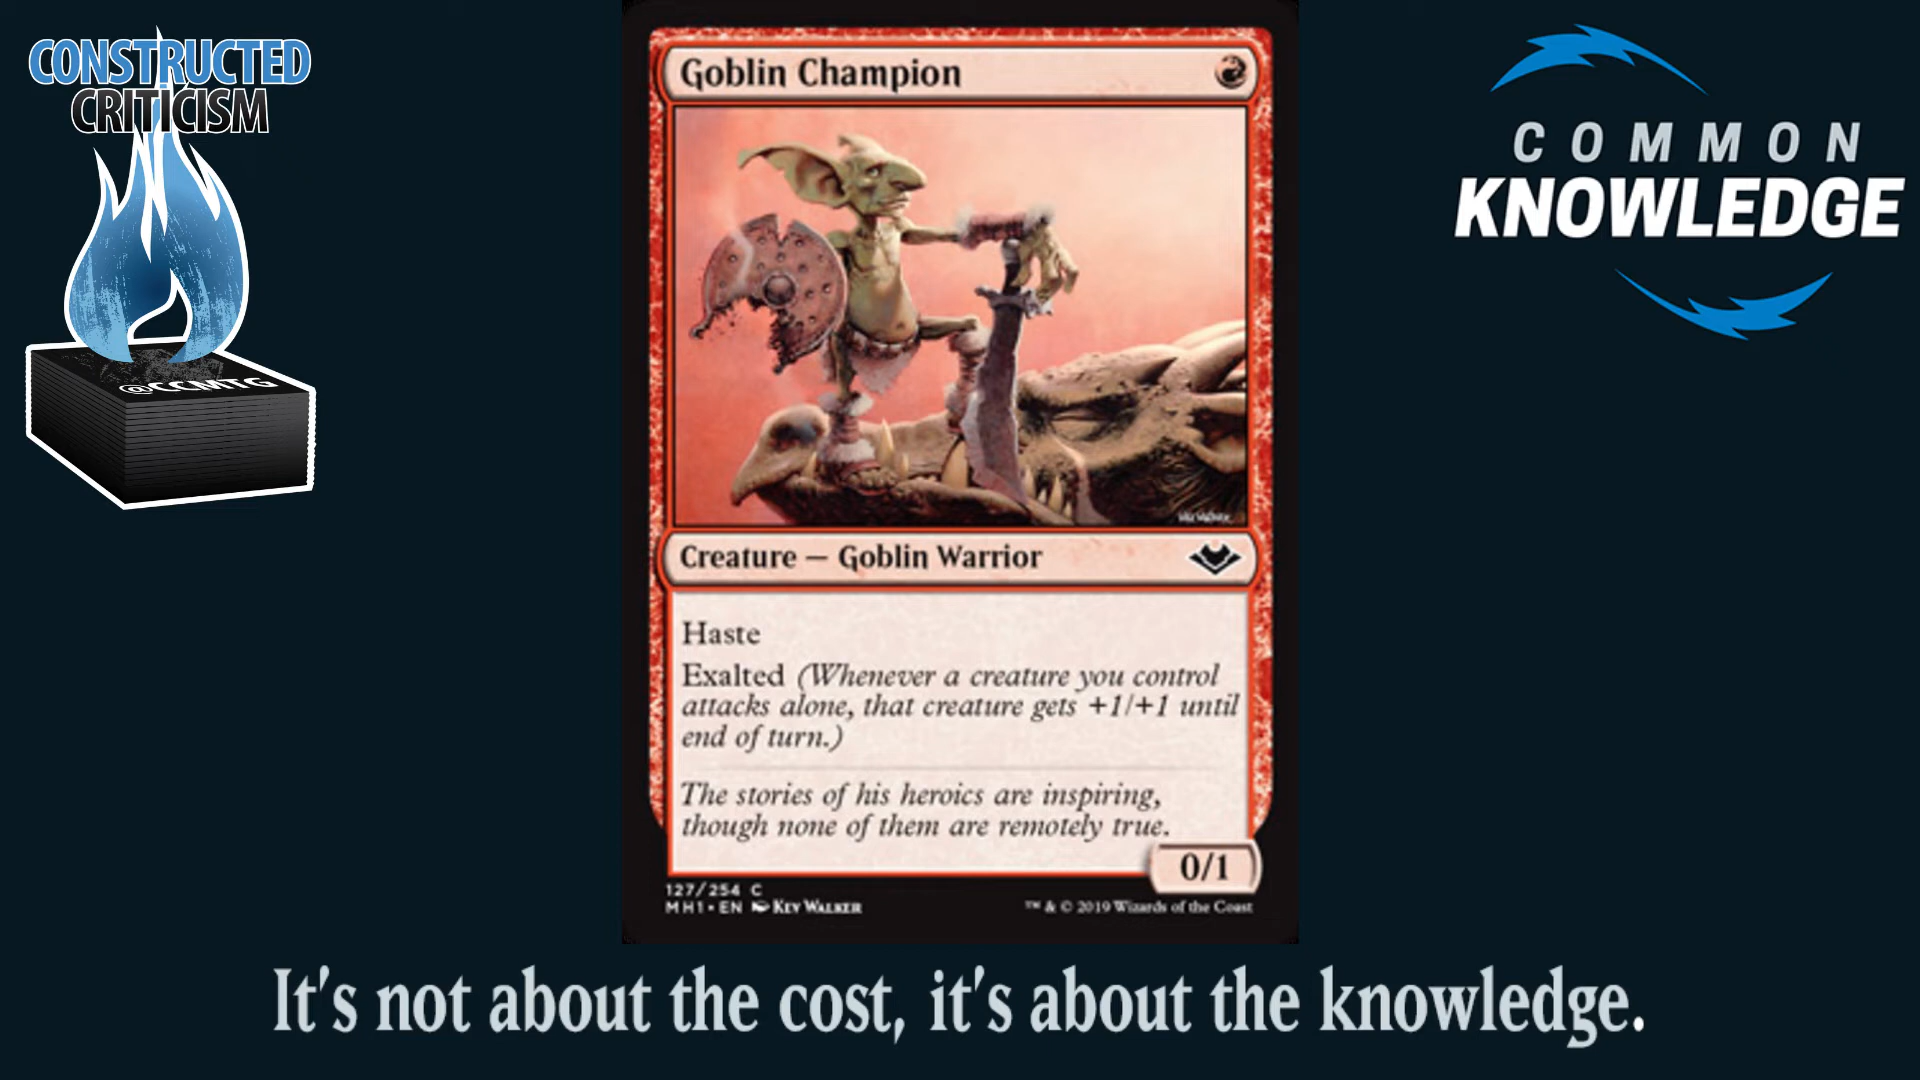 CONSTRUCTED
CRITICISM
@CCMTG
COMMON
KNOWLEDGE
Goblin Champion
Creature — Goblin Warrior
Haste
Exalted (Whenever a creature you control
attacks alone, that creature gets +1/+1 until
end of turn.)
The stories of his heroics are inspiring,
though none of them are remotely true.
0/1
127/254 C
MH1 • EN Kev Walker
™ & © 2019 Wizards of the Coast
It's not about the cost, it's about the knowledge.